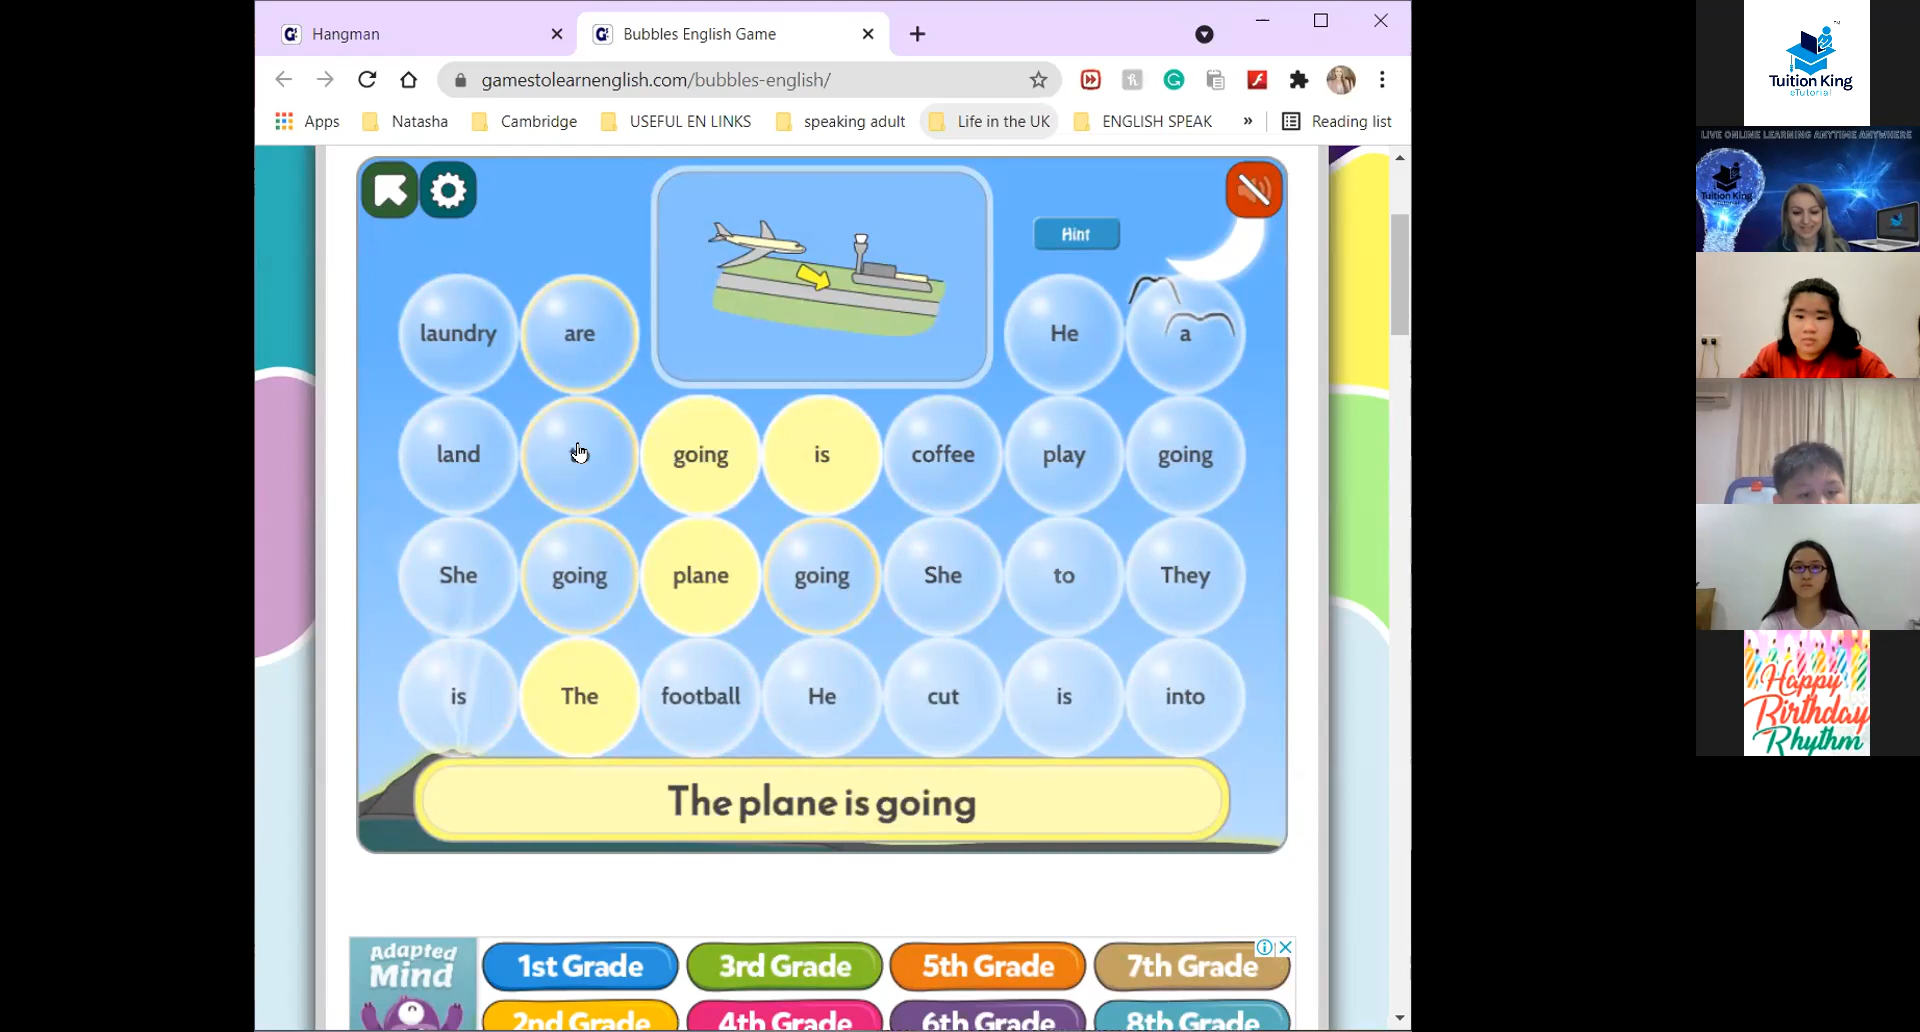 Hangman
Bubbles English Game
gamestolearnenglish.com/bubbles-english/
Apps Natasha Cambridge USEFUL EN LINKS speaking adult Life in the UK ENGLISH SPEAK » Reading list
Hint
laundry are He a
land going is coffee play going
She going plane going She to They
is The football He cut is into
The plane is going
Adapted
Mind
1st Grade 3rd Grade 5th Grade 7th Grade
2nd Grade 4th Grade 6th Grade 8th Grade
Tuition King
eTutorial
LIVE ONLINE LEARNING ANYTIME ANYWHERE
Tuition King
Happy
Birthday
Rhythm